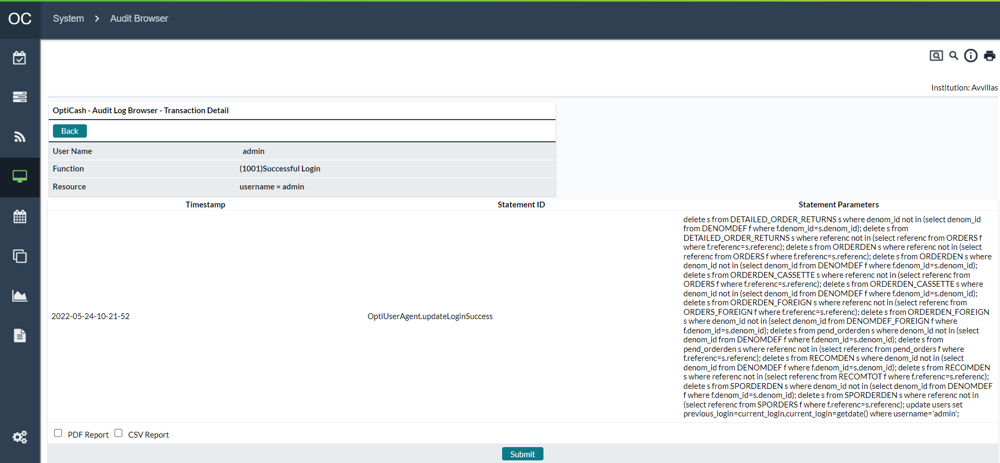 OC
System
Audit Browser
Institution: Avvillas
OptiCash - Audit Log Browser - Transaction Detail
Back
User Name admin
Function (1001)Successful Login
Resource username = admin
Timestamp Statement ID Statement Parameters
2022-05-24-10-21-52
OptiUserAgent.updateLoginSuccess
delete s from DETAILED_ORDER_RETURNS s where denom_id not in (select denom_id
from DENOMDEF f where f.denom_id=s.denom_id); delete s from
DETAILED_ORDER_RETURNS s where referenc not in (select referenc from ORDERS f
where f.referenc=s.referenc); delete s from ORDERDEN s where referenc not in (select
referenc from ORDERS f where f.referenc=s.referenc); delete s from ORDERDEN s where
denom_id not in (select denom_id from DENOMDEF f where f.denom_id=s.denom_id);
delete s from ORDERDEN_CASSETTE s where referenc not in (select referenc from
ORDERS f where f.referenc=s.referenc); delete s from ORDERDEN_CASSETTE s where
denom_id not in (select denom_id from DENOMDEF f where f.denom_id=s.denom_id);
delete s from ORDERDEN_FOREIGN s where referenc not in (select referenc from
ORDERS_FOREIGN f where f.referenc=s.referenc); delete s from ORDERDEN_FOREIGN
s where denom_id not in (select denom_id from DENOMDEF_FOREIGN f where
f.denom_id=s.denom_id); delete s from pend_orderden s where denom_id not in (select
denom_id from DENOMDEF f where f.denom_id=s.denom_id); delete s from
pend_orderden s where referenc not in (select referenc from pend_orders f where
f.referenc=s.referenc); delete s from RECOMDEN s where denom_id not in (select
denom_id from DENOMDEF f where f.denom_id=s.denom_id); delete s from RECOMDEN
s where referenc not in (select referenc from RECOMTOT f where f.referenc=s.referenc);
delete s from SPORDERDEN s where denom_id not in (select denom_id from DENOMDEF
f where f.denom_id=s.denom_id); delete s from SPORDERDEN s where referenc not in
(select referenc from SPORDERS f where f.referenc=s.referenc); update users set
previous_login=current_login,current_login=getdate() where username='admin';
PDF Report CSV Report
Submit